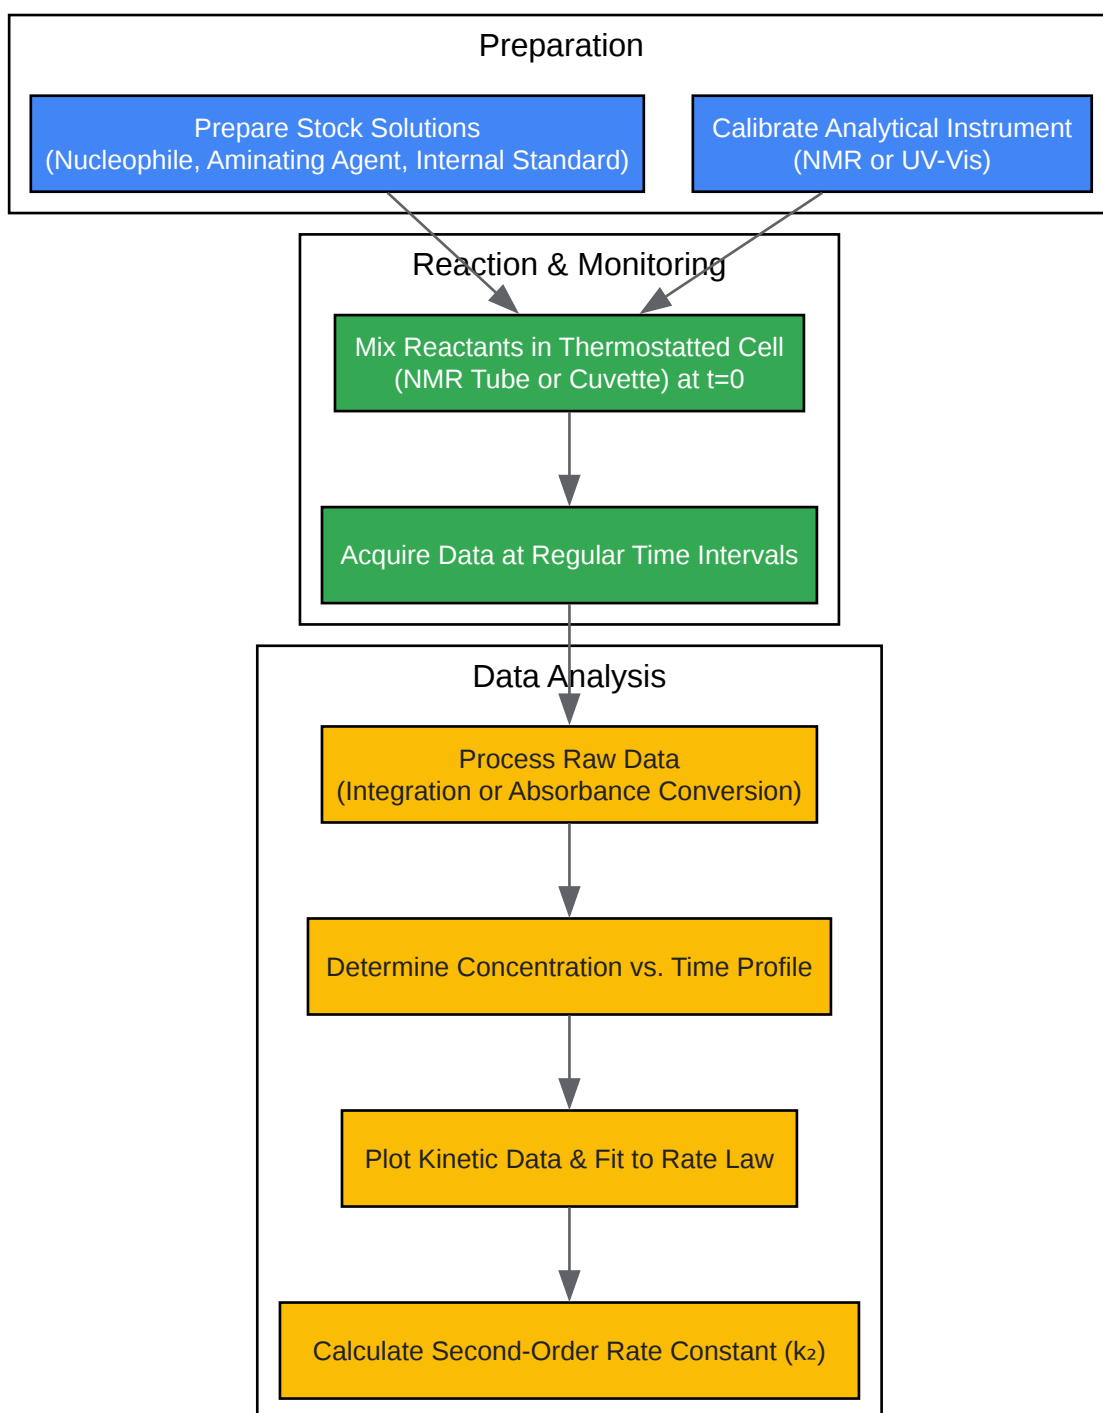 Preparation
Prepare Stock Solutions
(Nucleophile, Aminating Agent, Internal Standard)
Calibrate Analytical Instrument
(NMR or UV-Vis)
Reaction & Monitoring
Mix Reactants in Thermostatted Cell
(NMR Tube or Cuvette) at t=0
Acquire Data at Regular Time Intervals
Data Analysis
Process Raw Data
(Integration or Absorbance Conversion)
Determine Concentration vs. Time Profile
Plot Kinetic Data & Fit to Rate Law
Calculate Second-Order Rate Constant (k₂)